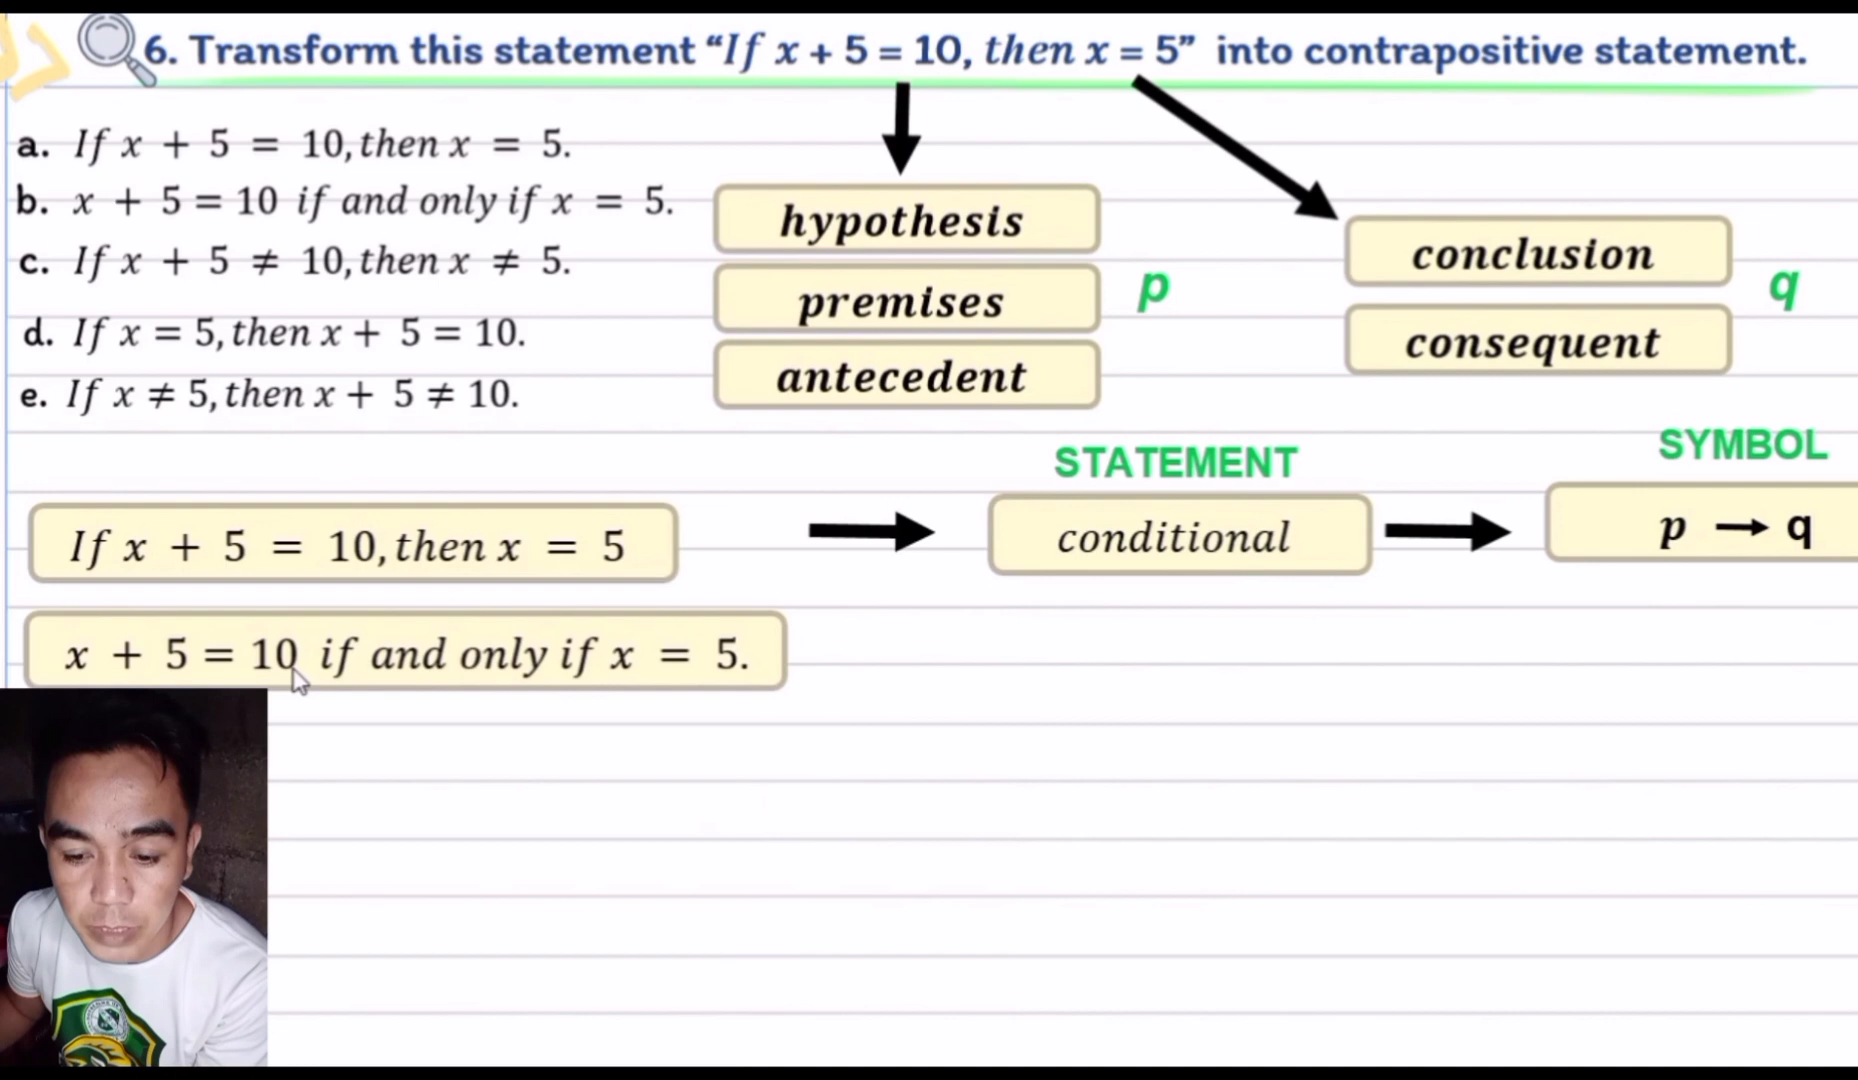 6. Transform this statement “If x + 5 = 10, then x = 5” into contrapositive statement.
a. If x + 5 = 10, then x = 5.
b. x + 5 = 10 if and only if x = 5.
c. If x + 5 ≠ 10, then x ≠ 5.
d. If x = 5, then x + 5 = 10.
e. If x ≠ 5, then x + 5 ≠ 10.
hypothesis
premises
antecedent
p
conclusion
consequent
q
STATEMENT
SYMBOL
If x + 5 = 10, then x = 5
conditional
p → q
x + 5 = 10 if and only if x = 5.